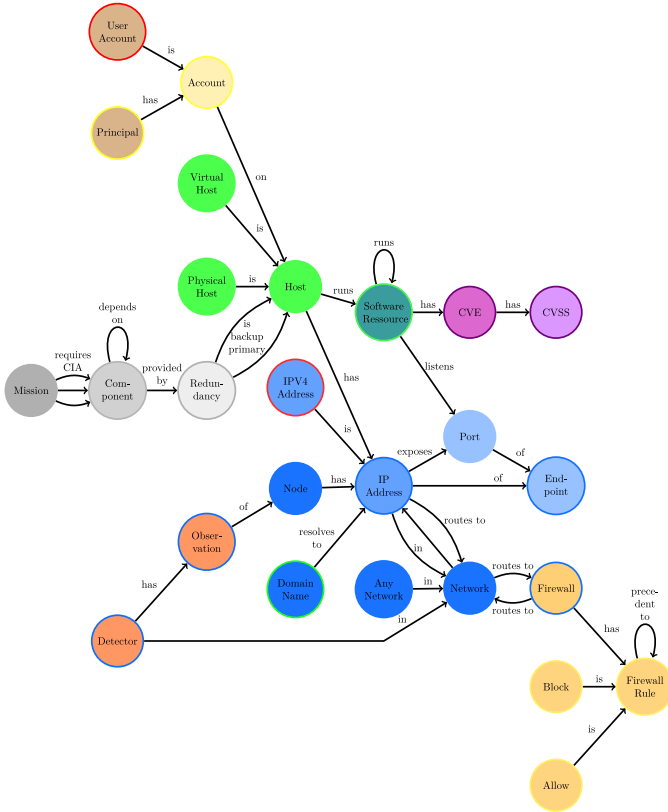 User
Account
is
Account
has
Principal
Virtual
Host
on
is
runs
Physical
Host
is
Host
runs
Software
Ressource
has
CVE
has
CVSS
depends
on
is
backup
primary
requires
CIA
provided
by
listens
Mission
Com-
ponent
Redun-
dancy
IPV4
Address
has
is
Port
exposes
of
of
Node
has
IP
Address
End-
point
of
Obser-
vation
resolves
to
routes to
in
has
Domain
Name
Any
Network
in
Network
routes to
Firewall
routes to
prece-
dent
to
Detector
in
has
Block
is
Firewall
Rule
is
Allow